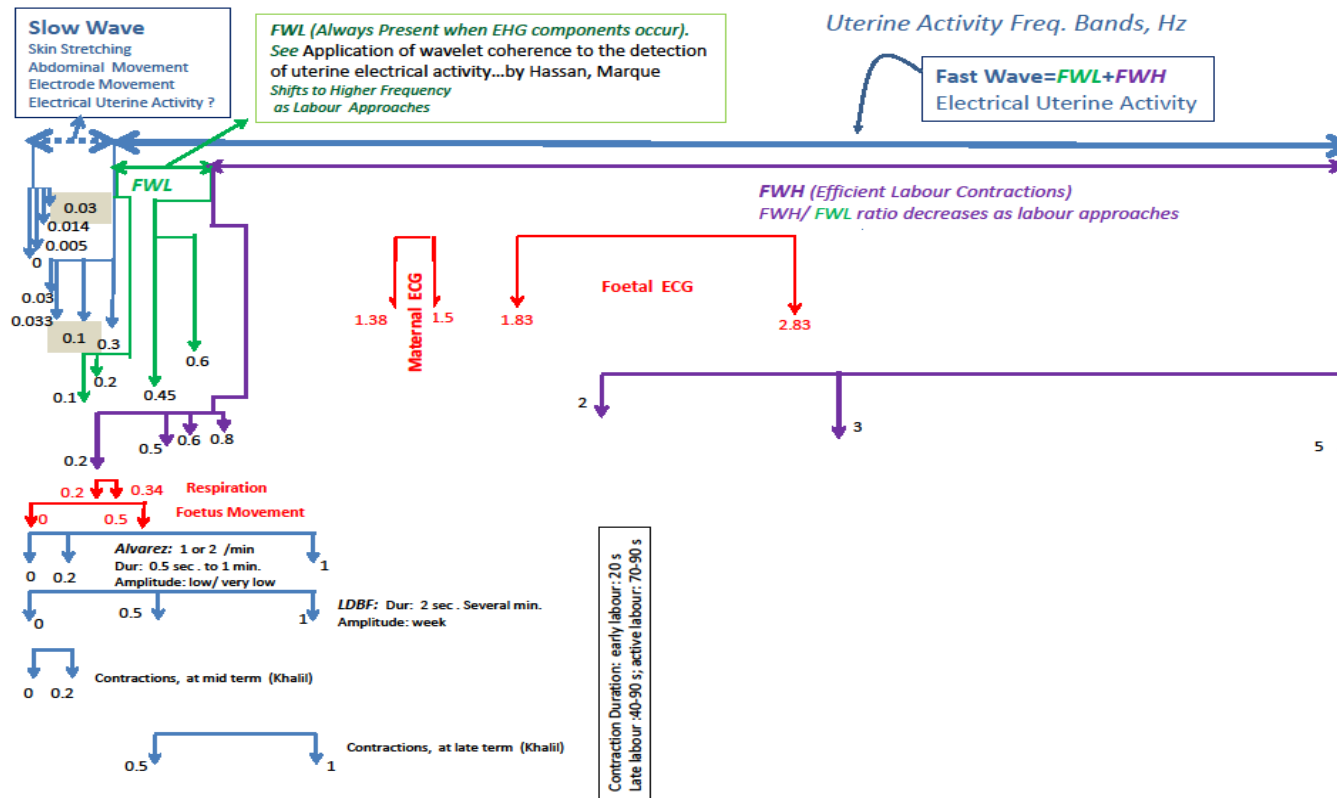 Slow Wave
Skin Stretching
Abdominal Movement
Electrode Movement
Electrical Uterine Activity ?
FWL (Always Present when EHG components occur).
See Application of wavelet coherence to the detection
of uterine electrical activity...by Hassan, Marque
Shifts to Higher Frequency
as Labour Approaches
Uterine Activity Freq. Bands, Hz
Fast Wave=FWL+FWH
Electrical Uterine Activity
FWL
FWH (Efficient Labour Contractions)
FWH/ FWL ratio decreases as labour approaches
0.03
0.014
0.005
0
0.03
0.033
0.1
0.3
0.6
0.2
0.1
0.45
Maternal ECG
1.38
1.5
Foetal ECG
1.83
2.83
2
3
5
0.5
0.6
0.8
0.2
0.2
0.34
Respiration
Foetus Movement
0
0.5
Alvarez: 1 or 2 /min
Dur: 0.5 sec . to 1 min.
Amplitude: low/ very low
0
0.2
1
LDBF: Dur: 2 sec . Several min.
Amplitude: week
0
0.5
1
Contractions, at mid term (Khalil)
0
0.2
Contractions, at late term (Khalil)
0.5
1
Contraction Duration: early labour: 20 s
Late labour :40-90 s; active labour: 70-90 s